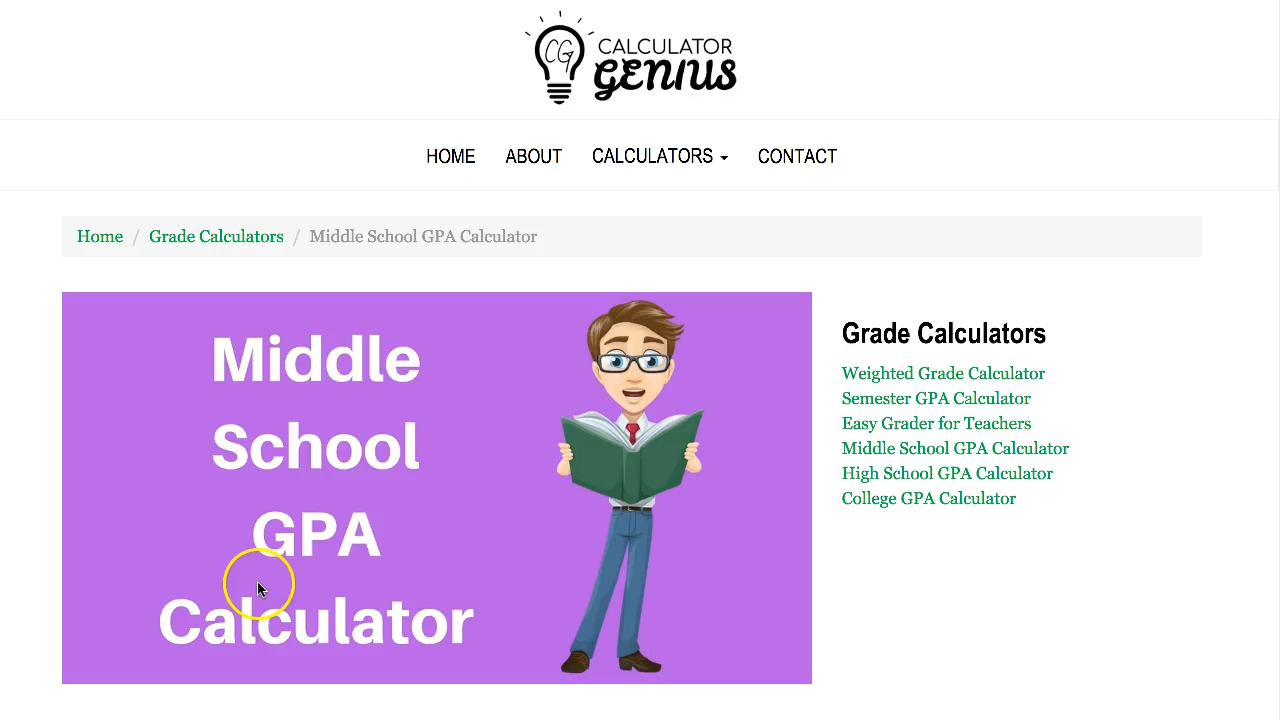 CG CALCULATOR
GENIUS
HOME ABOUT CALCULATORS CONTACT
Home / Grade Calculators / Middle School GPA Calculator
Middle
School
GPA
Calculator
Grade Calculators
Weighted Grade Calculator
Semester GPA Calculator
Easy Grader for Teachers
Middle School GPA Calculator
High School GPA Calculator
College GPA Calculator